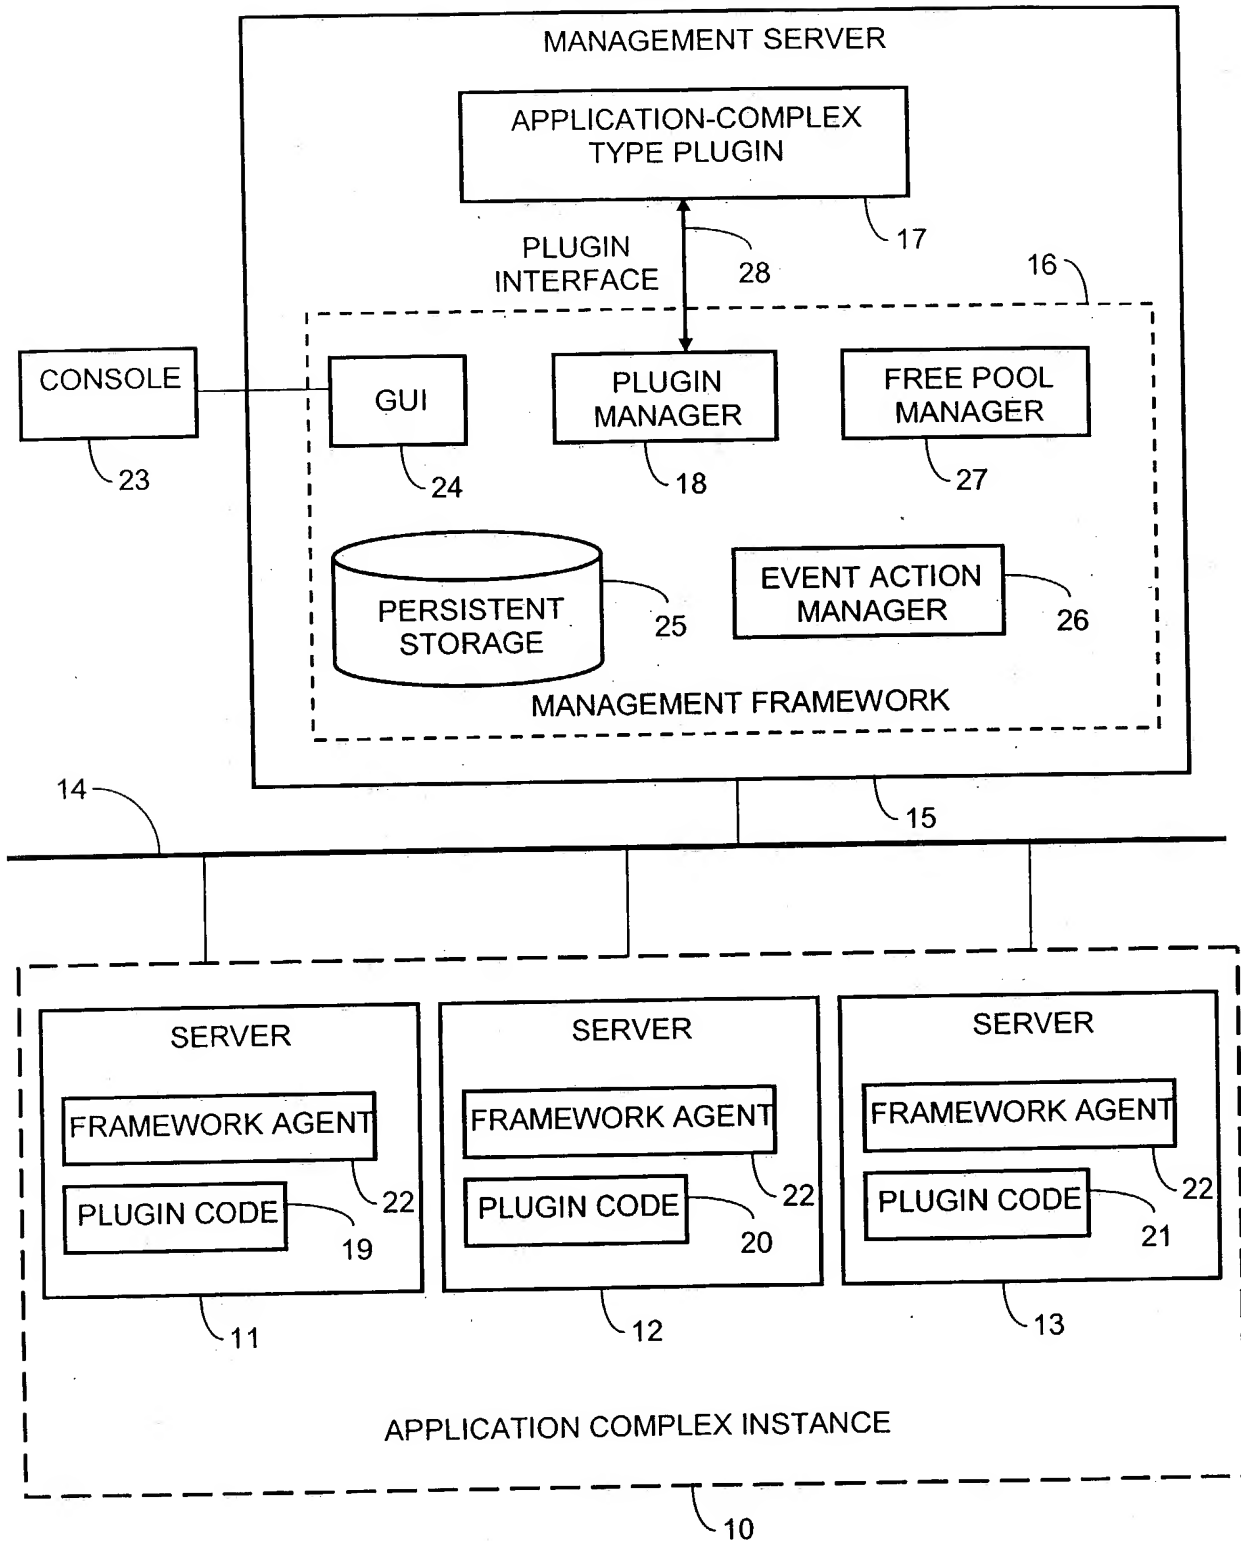 MANAGEMENT SERVER
APPLICATION-COMPLEX
TYPE PLUGIN
17
PLUGIN
INTERFACE
28
16
CONSOLE
23
GUI
24
PLUGIN
MANAGER
18
FREE POOL
MANAGER
27
PERSISTENT
STORAGE
25
EVENT ACTION
MANAGER
26
MANAGEMENT FRAMEWORK
14
15
SERVER
FRAMEWORK AGENT
22
PLUGIN CODE
19
11
SERVER
FRAMEWORK AGENT
22
PLUGIN CODE
20
12
SERVER
FRAMEWORK AGENT
22
PLUGIN CODE
21
13
APPLICATION COMPLEX INSTANCE
10